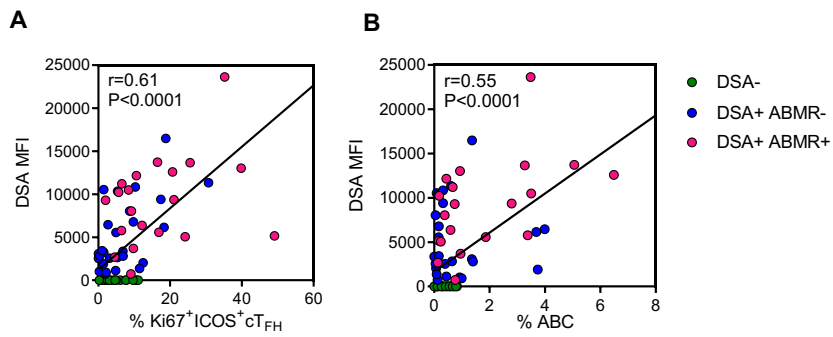 A
B
25000
20000
15000
10000
5000
0
DSA MFI
r=0.61
P<0.0001
0 20 40 60
% Ki67+ICOS+cTFH
25000
20000
15000
10000
5000
0
DSA MFI
r=0.55
P<0.0001
0 2 4 6 8
% ABC
DSA-
DSA+ ABMR-
DSA+ ABMR+